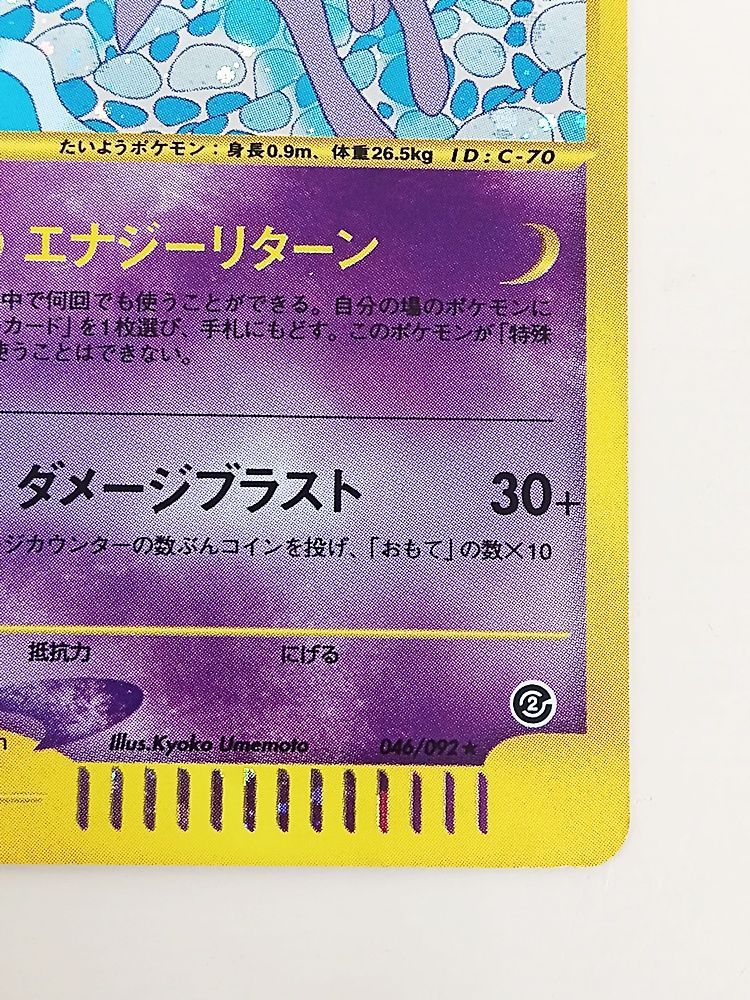 たいようポケモン：身長0.9m、体重26.5kg ID:C-70
エナジーリターン
中で何回でも使うことができる。自分の場のポケモンに
カード」を1枚選び、手札にもどす。このポケモンが「特殊
使うことはできない。
ダメージブラスト 30+
ジカウンターの数ぶんコインを投げ、「おもて」の数×10
抵抗力 にげる
2
Illus.Kyoko Umemoto 046/092★